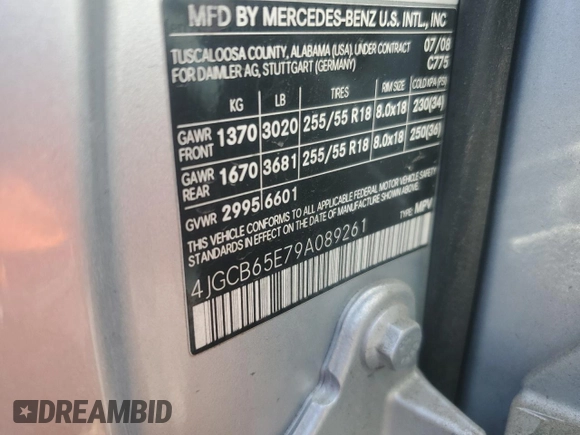 MFD BY MERCEDES-BENZ U.S. INTL., INC
TUSCALOOSA COUNTY, ALABAMA (USA), UNDER CONTRACT 07/08
FOR DAIMLER AG, STUTTGART (GERMANY) C775
KG LB TIRES RIM SIZE COLD KPA (PSI)
GAWR FRONT 1370 3020 255/55 R18 8.0x18 230(34)
GAWR REAR 1670 3681 255/55 R18 8.0x18 250(36)
GVWR 2995 6601
THIS VEHICLE CONFORMS TO ALL APPLICABLE FEDERAL MOTOR VEHICLE SAFETY
STANDARDS IN EFFECT ON THE DATE OF MANUFACTURE SHOWN ABOVE
4JGCB65E79A089261 TYPE: MPV
DREAMBID